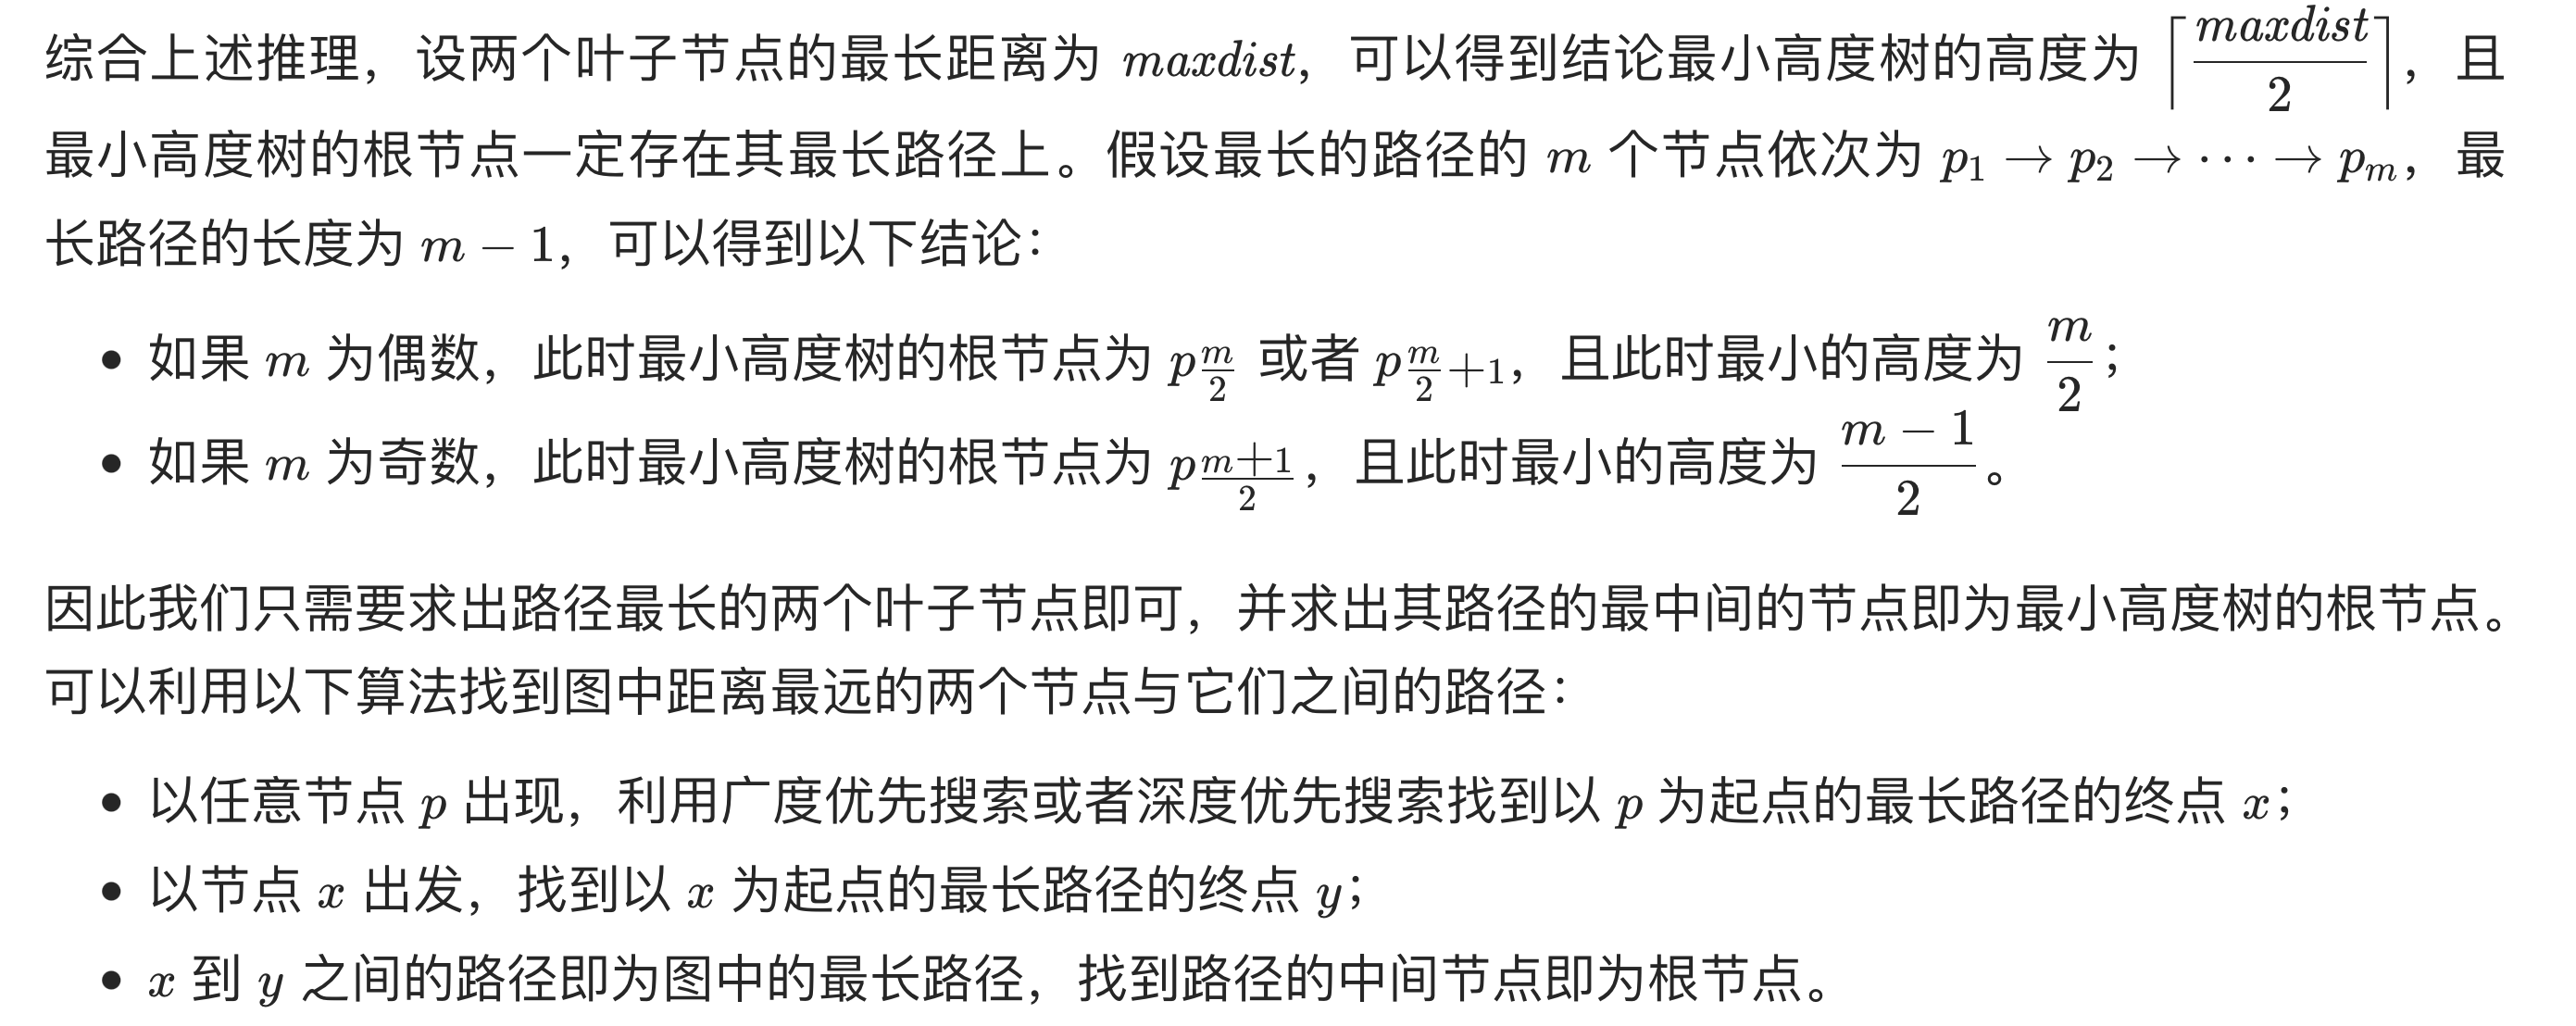 综合上述推理，设两个叶子节点的最长距离为 maxdist，可以得到结论最小高度树的高度为 ⌈maxdist/2⌉，且
最小高度树的根节点一定存在其最长路径上。假设最长的路径的 m 个节点依次为 p₁ → p₂ → ⋯ → pₘ，最
长路径的长度为 m − 1，可以得到以下结论：
• 如果 m 为偶数，此时最小高度树的根节点为 p_{m/2} 或者 p_{m/2+1}，且此时最小的高度为 m/2；
• 如果 m 为奇数，此时最小高度树的根节点为 p_{(m+1)/2}，且此时最小的高度为 (m−1)/2。
因此我们只需要求出路径最长的两个叶子节点即可，并求出其路径的最中间的节点即为最小高度树的根节点。
可以利用以下算法找到图中距离最远的两个节点与它们之间的路径：
• 以任意节点 p 出现，利用广度优先搜索或者深度优先搜索找到以 p 为起点的最长路径的终点 x；
• 以节点 x 出发，找到以 x 为起点的最长路径的终点 y；
• x 到 y 之间的路径即为图中的最长路径，找到路径的中间节点即为根节点。